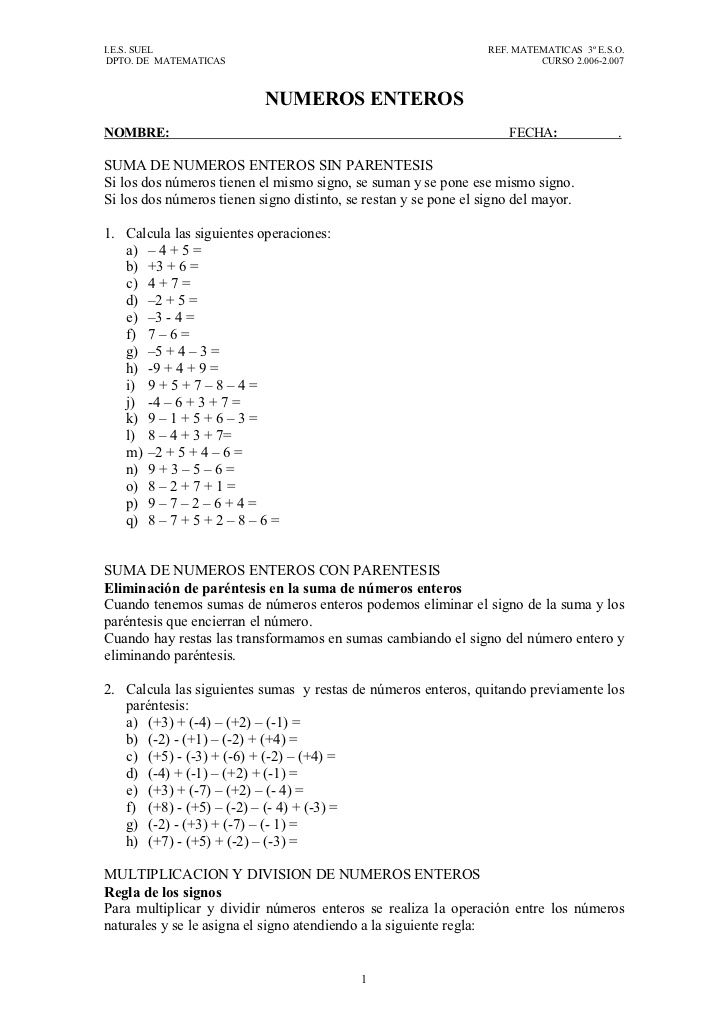 I.E.S. SUEL REF. MATEMATICAS 3º E.S.O.
DPTO. DE MATEMATICAS CURSO 2.006-2.007
NUMEROS ENTEROS
NOMBRE: FECHA: .
SUMA DE NUMEROS ENTEROS SIN PARENTESIS
Si los dos números tienen el mismo signo, se suman y se pone ese mismo signo.
Si los dos números tienen signo distinto, se restan y se pone el signo del mayor.
1. Calcula las siguientes operaciones:
a) – 4 + 5 =
b) +3 + 6 =
c) 4 + 7 =
d) –2 + 5 =
e) –3 - 4 =
f) 7 – 6 =
g) –5 + 4 – 3 =
h) -9 + 4 + 9 =
i) 9 + 5 + 7 – 8 – 4 =
j) -4 – 6 + 3 + 7 =
k) 9 – 1 + 5 + 6 – 3 =
l) 8 – 4 + 3 + 7=
m) –2 + 5 + 4 – 6 =
n) 9 + 3 – 5 – 6 =
o) 8 – 2 + 7 + 1 =
p) 9 – 7 – 2 – 6 + 4 =
q) 8 – 7 + 5 + 2 – 8 – 6 =
SUMA DE NUMEROS ENTEROS CON PARENTESIS
Eliminación de paréntesis en la suma de números enteros
Cuando tenemos sumas de números enteros podemos eliminar el signo de la suma y los
paréntesis que encierran el número.
Cuando hay restas las transformamos en sumas cambiando el signo del número entero y
eliminando paréntesis.
2. Calcula las siguientes sumas y restas de números enteros, quitando previamente los
paréntesis:
a) (+3) + (-4) – (+2) – (-1) =
b) (-2) - (+1) – (-2) + (+4) =
c) (+5) - (-3) + (-6) + (-2) – (+4) =
d) (-4) + (-1) – (+2) + (-1) =
e) (+3) + (-7) – (+2) – (- 4) =
f) (+8) - (+5) – (-2) – (- 4) + (-3) =
g) (-2) - (+3) + (-7) – (- 1) =
h) (+7) - (+5) + (-2) – (-3) =
MULTIPLICACION Y DIVISION DE NUMEROS ENTEROS
Regla de los signos
Para multiplicar y dividir números enteros se realiza la operación entre los números
naturales y se le asigna el signo atendiendo a la siguiente regla:
1